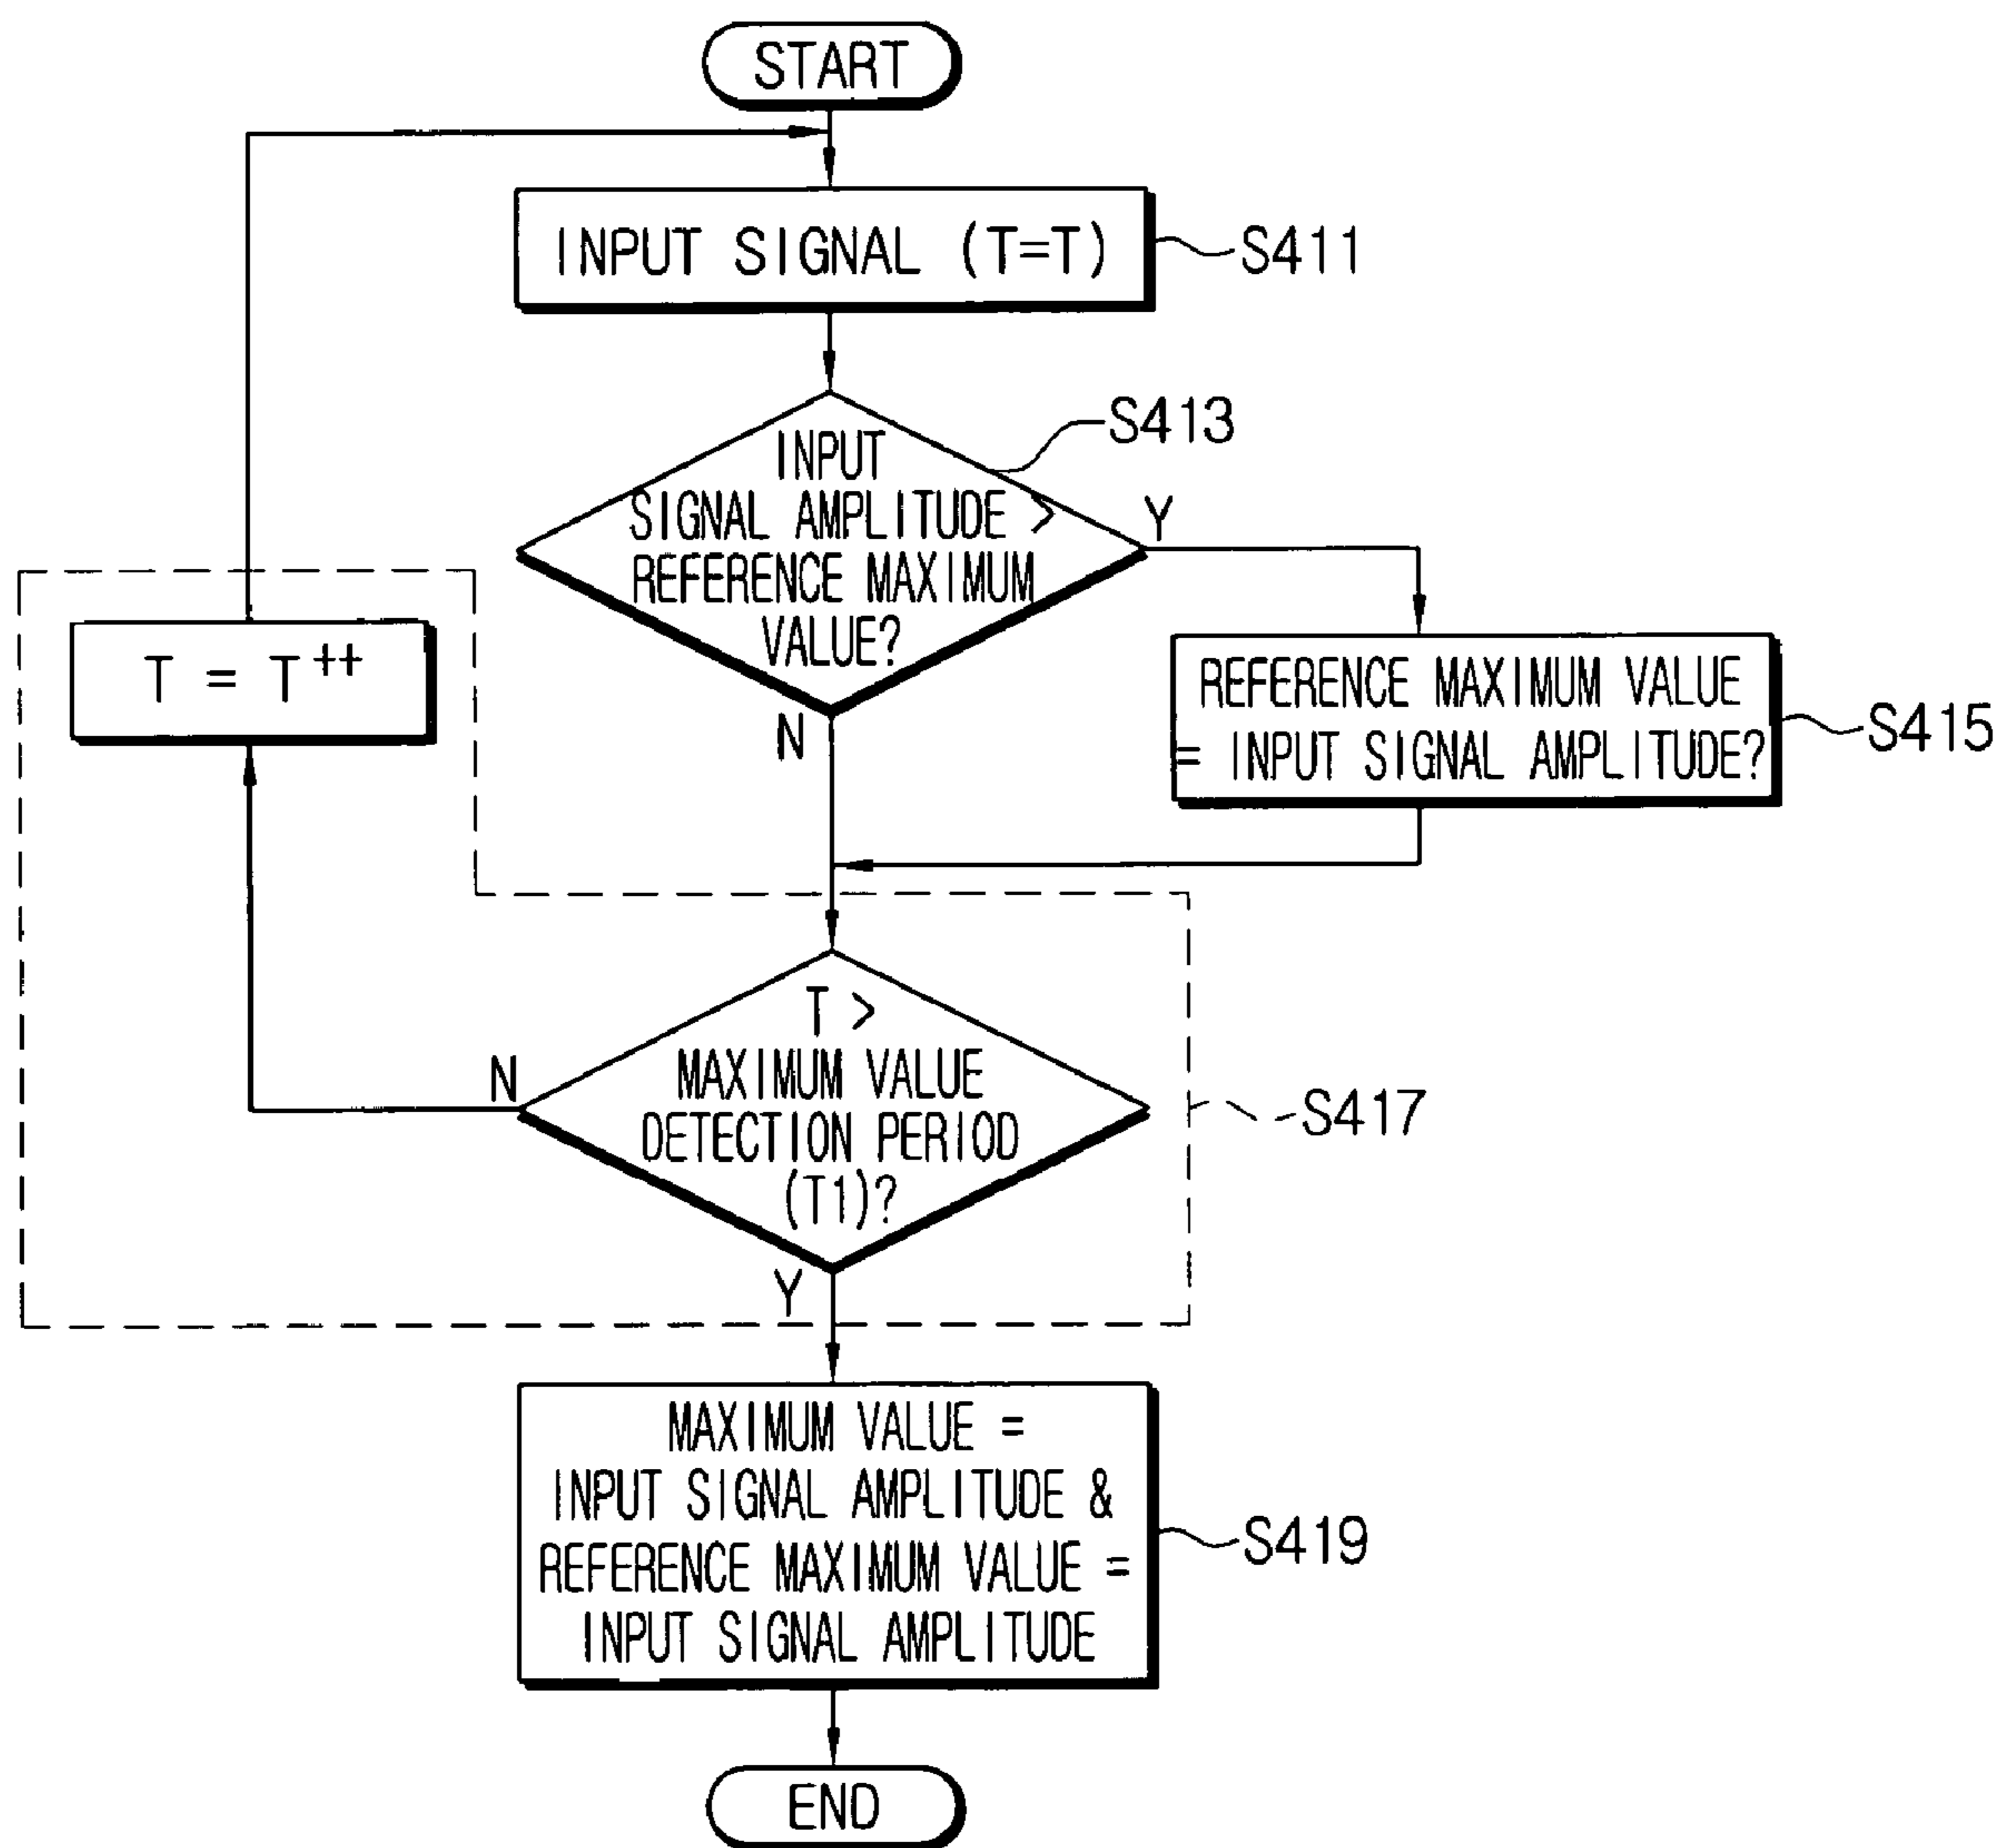 START
INPUT SIGNAL (T=T)
S411
S413
INPUT
SIGNAL AMPLITUDE >
REFERENCE MAXIMUM
VALUE?
Y
N
REFERENCE MAXIMUM VALUE
= INPUT SIGNAL AMPLITUDE?
S415
T = T++
T >
MAXIMUM VALUE
DETECTION PERIOD
(T1)?
N
Y
S417
MAXIMUM VALUE =
INPUT SIGNAL AMPLITUDE &
REFERENCE MAXIMUM VALUE =
INPUT SIGNAL AMPLITUDE
S419
END